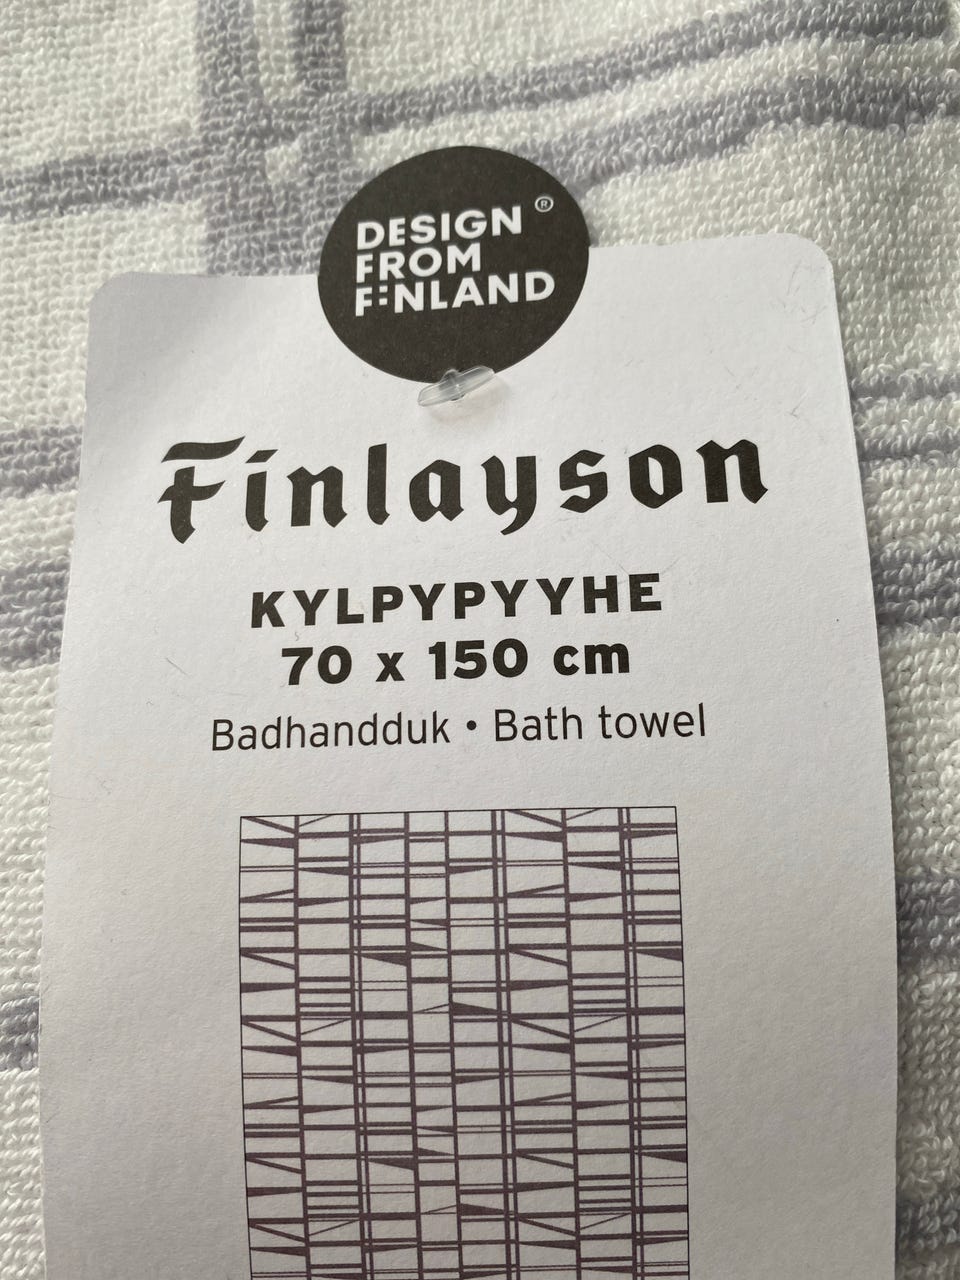 DESIGN ®
FROM
FINLAND
Finlayson
KYLPYPYYHE
70 x 150 cm
Badhandduk • Bath towel